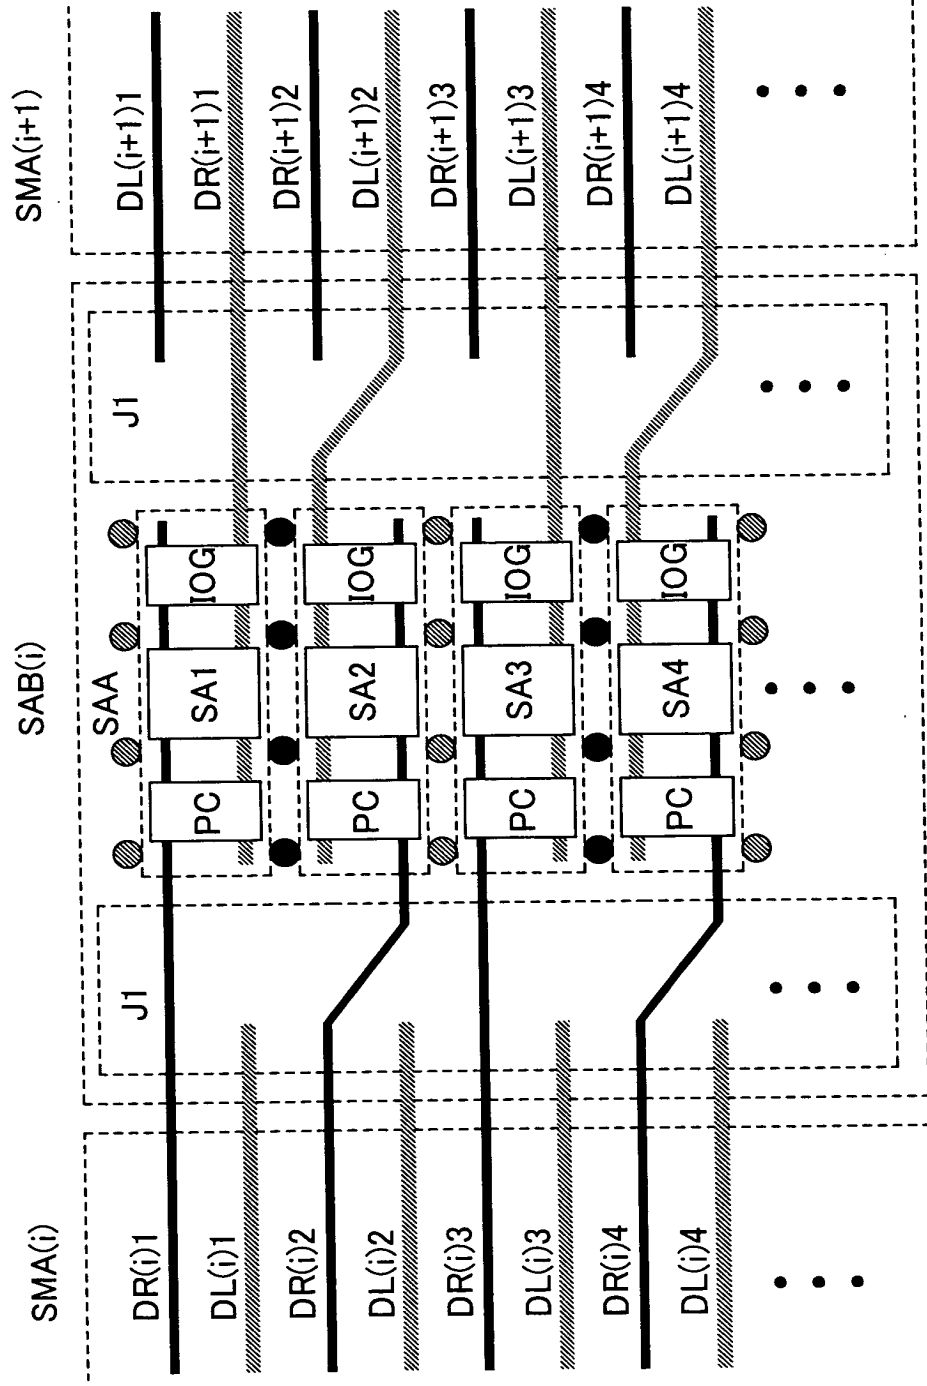 SMA(i)
SAB(i)
SMA(i+1)
J1
SAA
J1
DR(i)1
PC
SA1
IOG
DL(i+1)1
DL(i)1
DR(i+1)1
DR(i)2
PC
SA2
IOG
DR(i+1)2
DL(i)2
DL(i+1)2
DR(i)3
PC
SA3
IOG
DR(i+1)3
DL(i)3
DL(i+1)3
DR(i)4
PC
SA4
IOG
DR(i+1)4
DL(i)4
DL(i+1)4